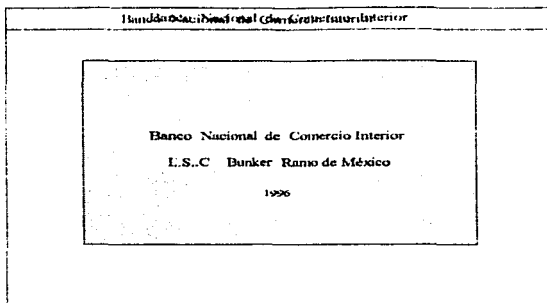 Banco Nacional de Comercio Interior
I.S..C Bunker Ramo de México
1996